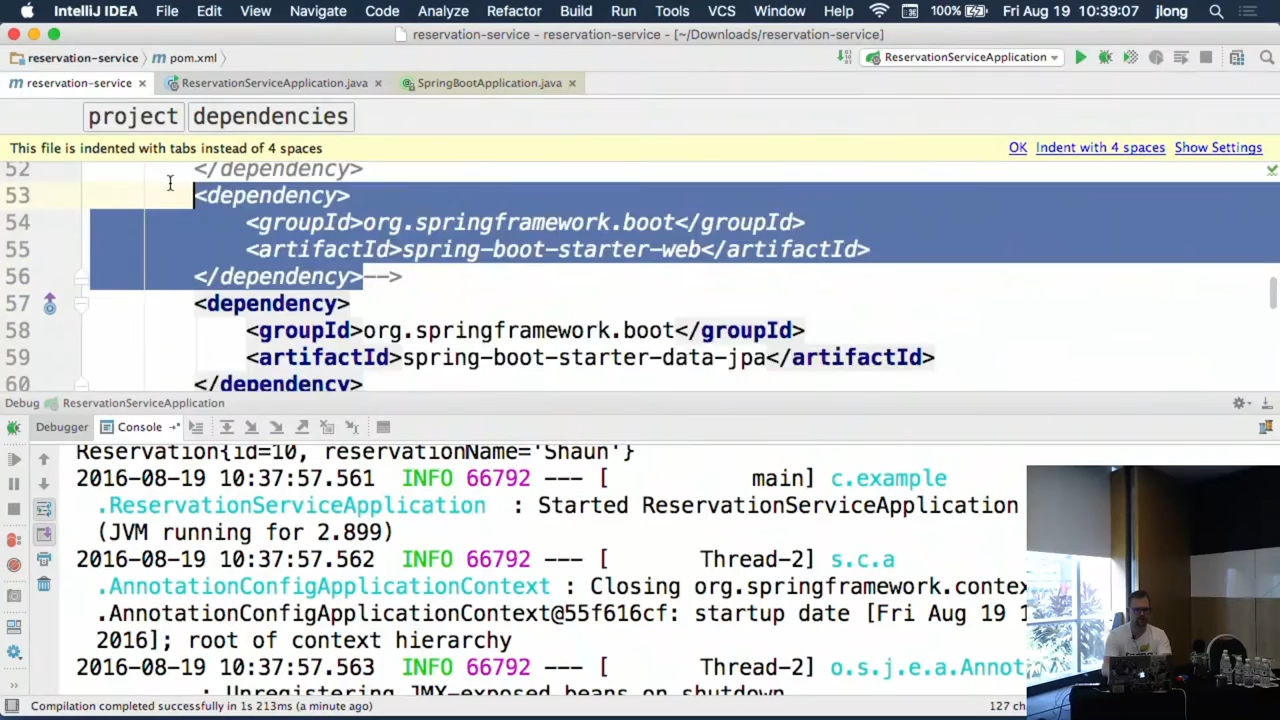 IntelliJ IDEA File Edit View Navigate Code Analyze Refactor Build Run Tools VCS Window Help 100% Fri Aug 19 10:39:07 jlong
reservation-service - reservation-service - [~/Downloads/reservation-service]
reservation-service m pom.xml ReservationServiceApplication
m reservation-service ReservationServiceApplication.java SpringBootApplication.java
project dependencies
This file is indented with tabs instead of 4 spaces OK Indent with 4 spaces Show Settings
52 </dependency>
53 <dependency>
54 <groupId>org.springframework.boot</groupId>
55 <artifactId>spring-boot-starter-web</artifactId>
56 </dependency>-->
57 <dependency>
58 <groupId>org.springframework.boot</groupId>
59 <artifactId>spring-boot-starter-data-jpa</artifactId>
60 </dependency>
Debug ReservationServiceApplication
Debugger Console
Reservation{id=10, reservationName='Shaun'}
2016-08-19 10:37:57.561 INFO 66792 --- [ main] c.example
.ReservationServiceApplication : Started ReservationServiceApplication
(JVM running for 2.899)
2016-08-19 10:37:57.562 INFO 66792 --- [ Thread-2] s.c.a
.AnnotationConfigApplicationContext : Closing org.springframework.conte
.AnnotationConfigApplicationContext@55f616cf: startup date [Fri Aug 19 1
2016]; root of context hierarchy
2016-08-19 10:37:57.563 INFO 66792 --- [ Thread-2] o.s.j.e.a.Annot
: Unregistering JMX-exposed beans on shutdown
Compilation completed successfully in 1s 213ms (a minute ago) 127 ch